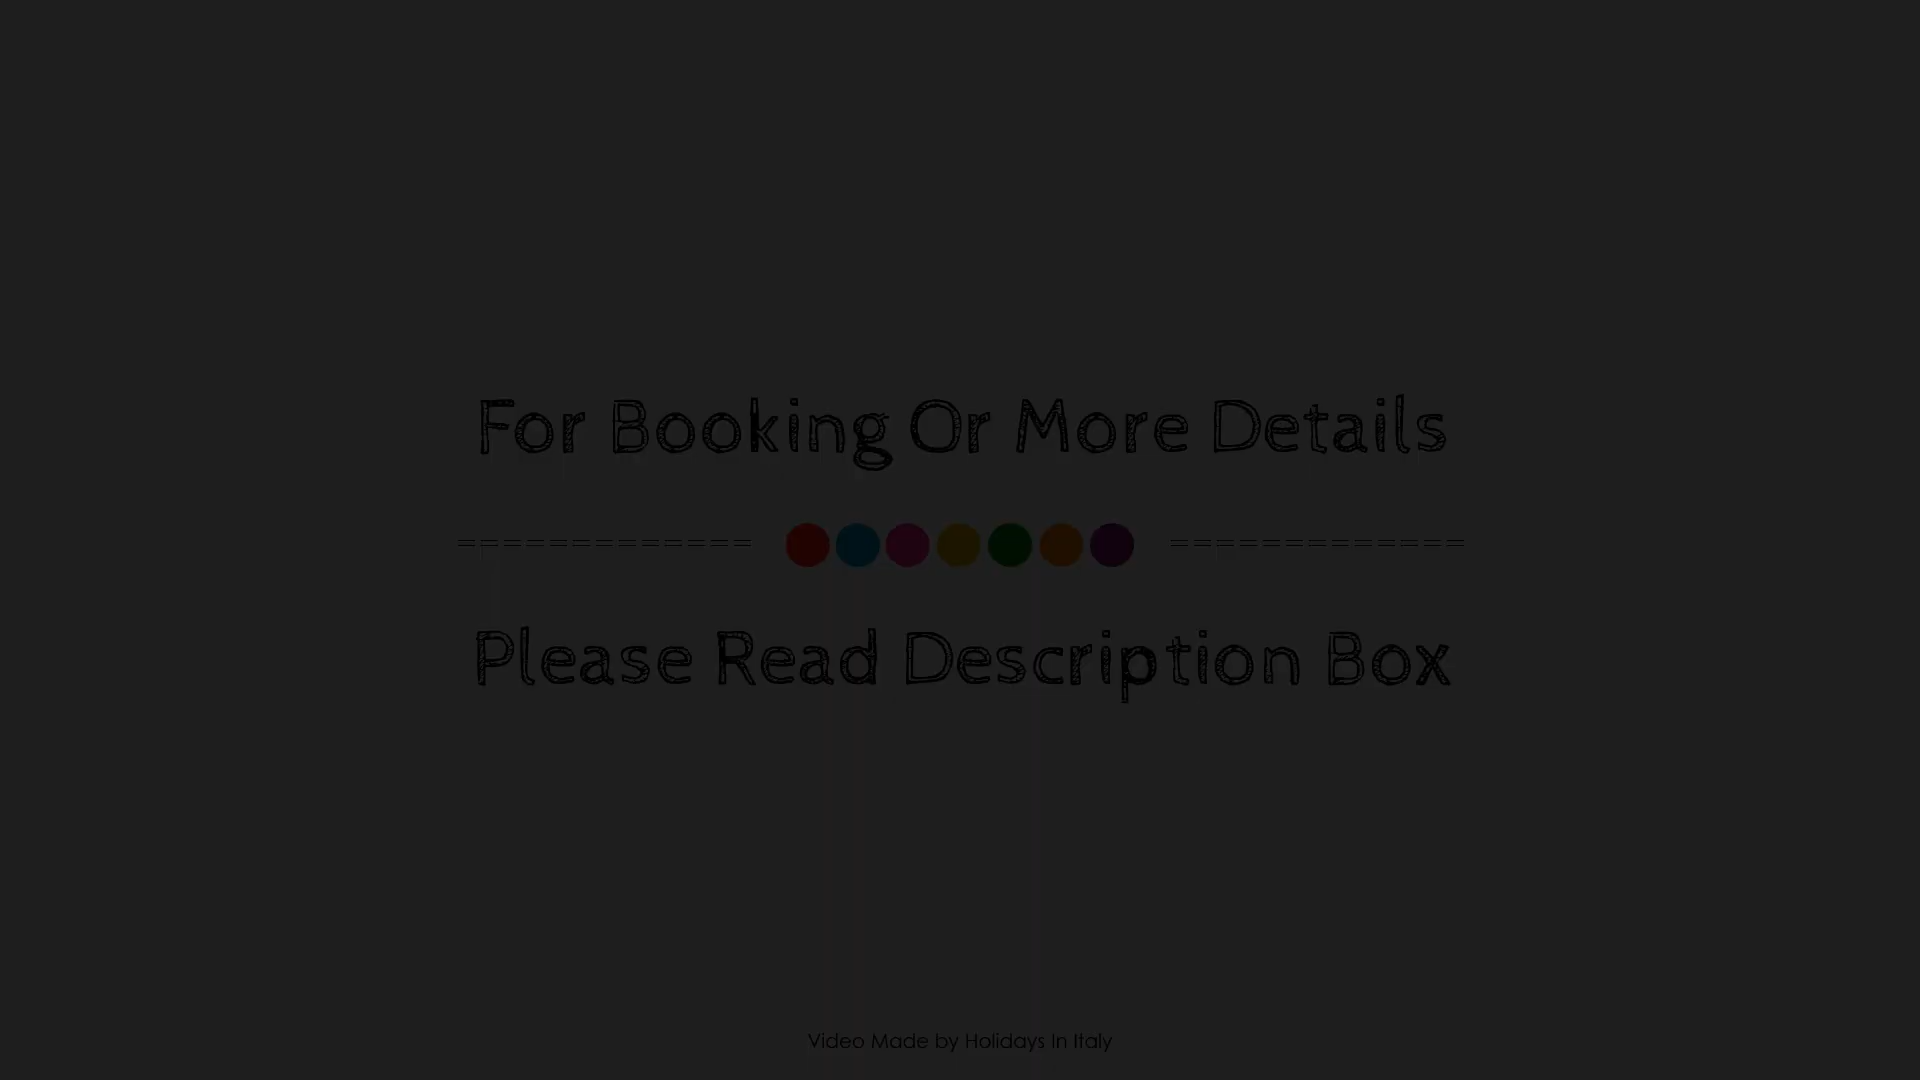 For Booking Or More Details
============= =============
Please Read Description Box
Video Made by Holidays In Italy